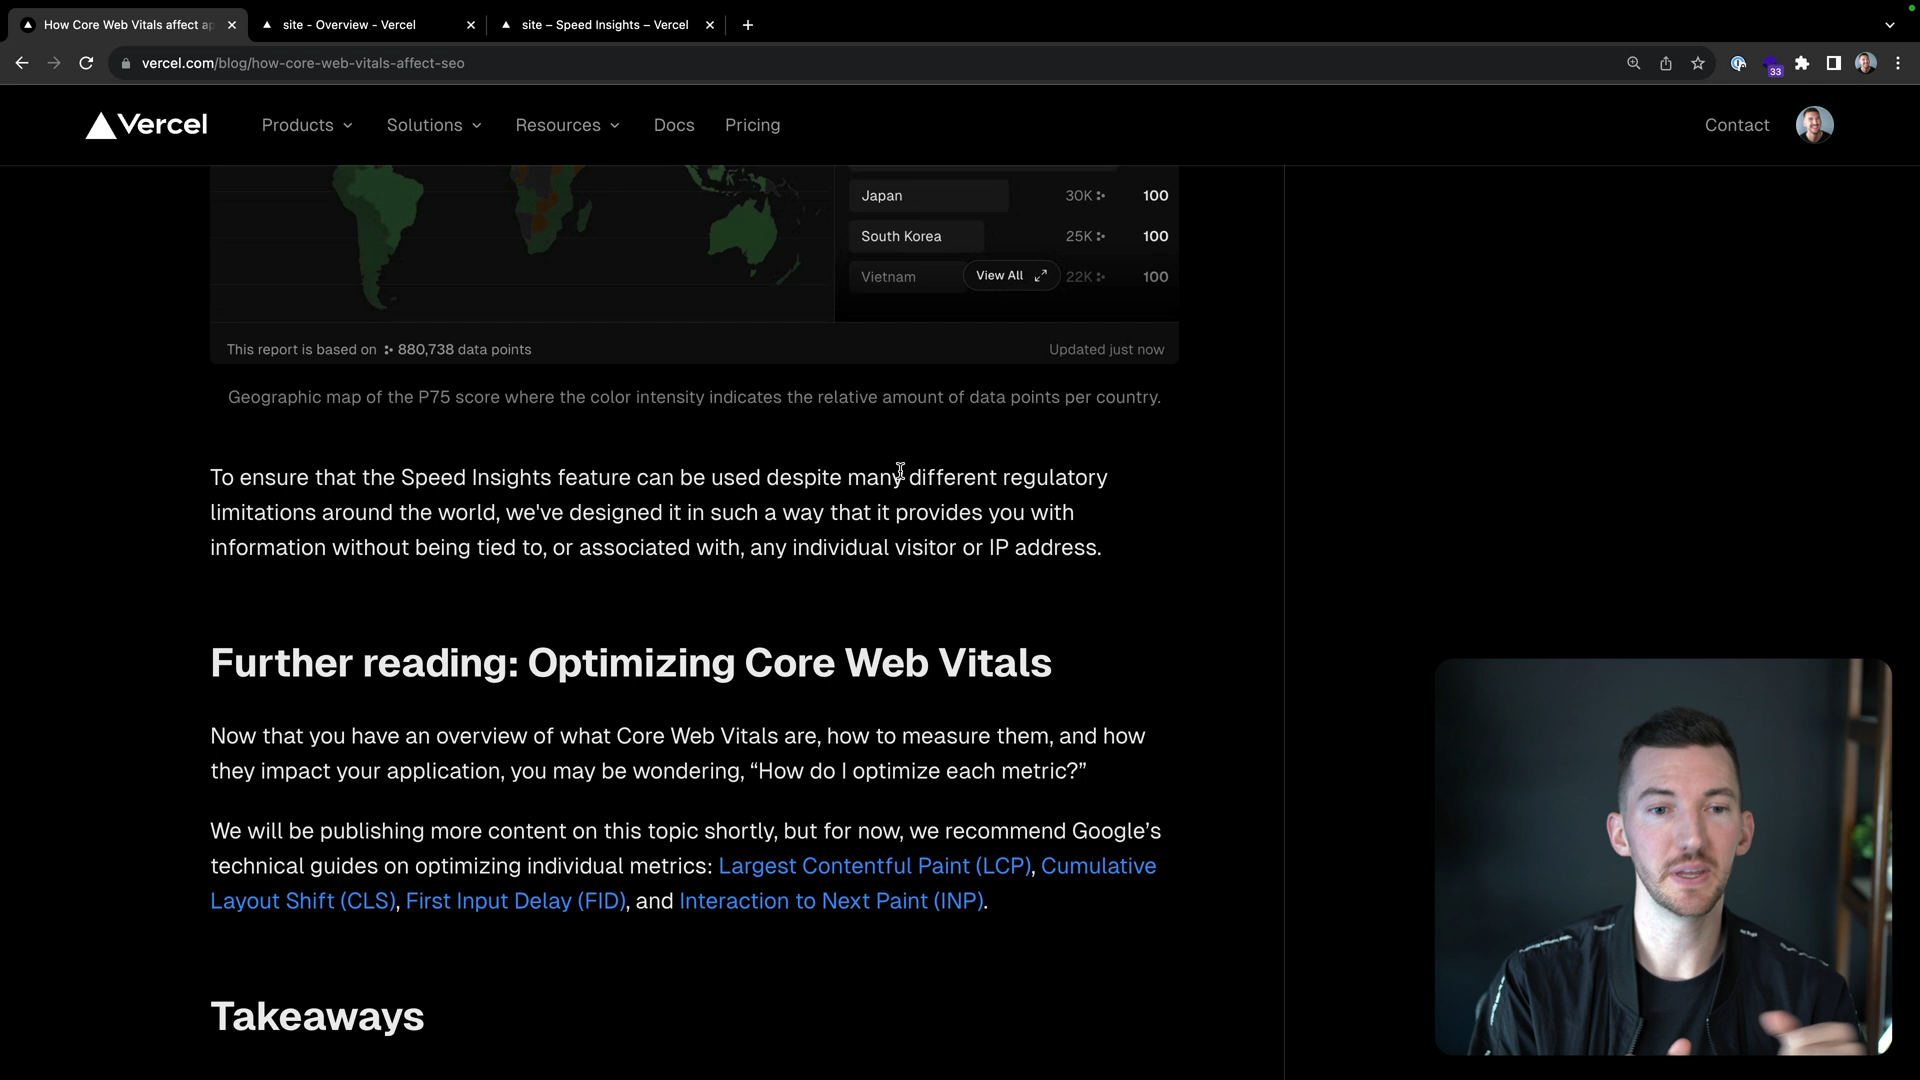 How Core Web Vitals affect ap
site - Overview - Vercel
site – Speed Insights – Vercel
vercel.com/blog/how-core-web-vitals-affect-seo
33
Vercel
Products
Solutions
Resources
Docs
Pricing
Contact
Japan 30K 100
South Korea 25K 100
Vietnam 22K 100
View All
This report is based on 880,738 data points
Updated just now
Geographic map of the P75 score where the color intensity indicates the relative amount of data points per country.
To ensure that the Speed Insights feature can be used despite many different regulatory
limitations around the world, we've designed it in such a way that it provides you with
information without being tied to, or associated with, any individual visitor or IP address.
Further reading: Optimizing Core Web Vitals
Now that you have an overview of what Core Web Vitals are, how to measure them, and how
they impact your application, you may be wondering, “How do I optimize each metric?”
We will be publishing more content on this topic shortly, but for now, we recommend Google’s
technical guides on optimizing individual metrics: Largest Contentful Paint (LCP), Cumulative
Layout Shift (CLS), First Input Delay (FID), and Interaction to Next Paint (INP).
Takeaways